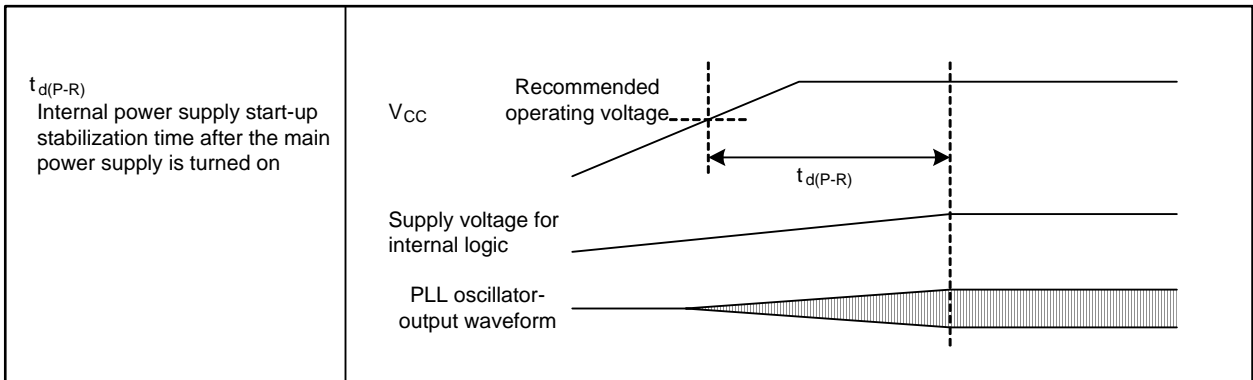 td(P-R)
Internal power supply start-up
stabilization time after the main
power supply is turned on
VCC
Recommended
operating voltage
td(P-R)
Supply voltage for
internal logic
PLL oscillator-
output waveform